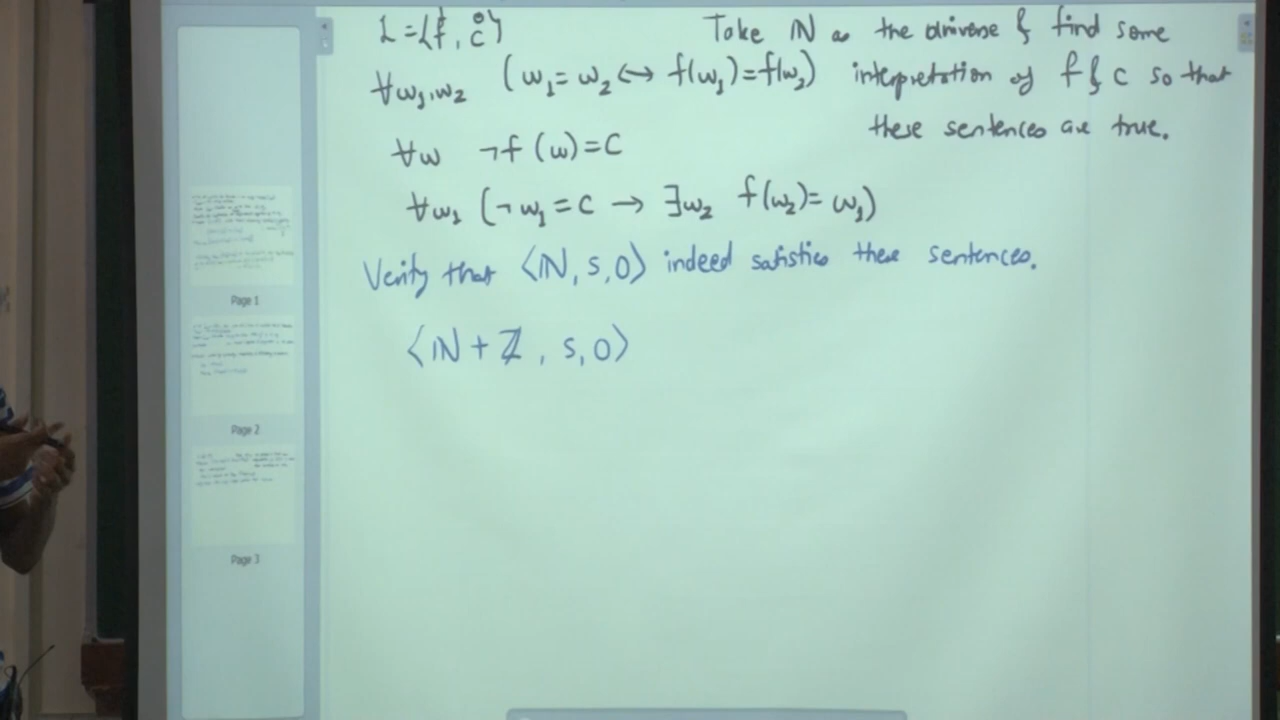 L = {f¹, c⁰} Take ℕ as the universe & find some
∀w₁,w₂ (w₁ = w₂ ↔ f(w₁) = f(w₂)) interpretation of f & c so that
these sentences are true.
∀w ¬f(w) = c
∀w₁ (¬w₁ = c → ∃w₂ f(w₂) = w₁)
Verify that ⟨ℕ, s, 0⟩ indeed satisfies these sentences.
⟨ℕ + ℤ, s, 0⟩
Page 1
Page 2
Page 3